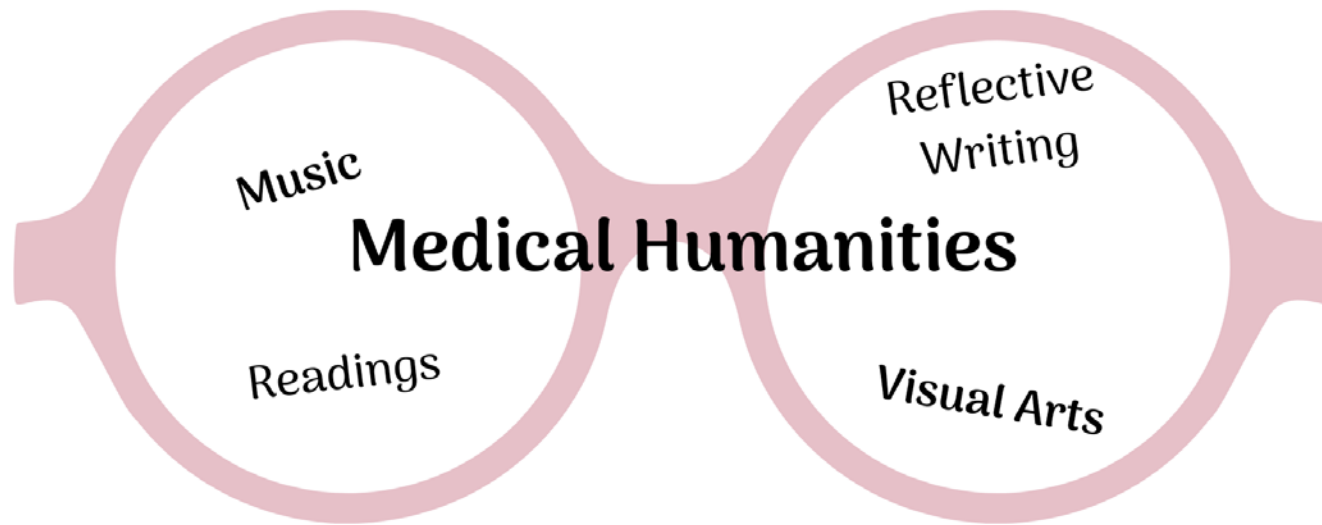 Music
Reflective
Writing
Medical Humanities
Readings
Visual Arts